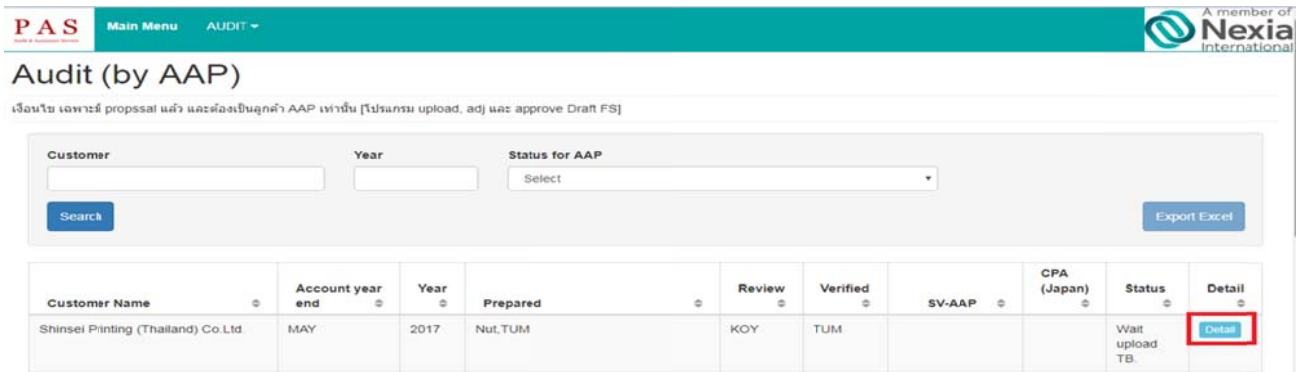 PAS Main Menu AUDIT
A member of
Nexia
International
Audit (by AAP)
เงื่อนไข เฉพาะมี propssal แล้ว และต้องเป็นลูกค้า AAP เท่านั้น [โปรแกรม upload, adj และ approve Draft FS]
Customer Year Status for AAP
Select
Search Export Excel
Customer Name Account year end Year Prepared Review Verified SV-AAP CPA (Japan) Status Detail
Shinsei Printing (Thailand) Co.Ltd. MAY 2017 Nut,TUM KOY TUM Wait upload TB. Detail